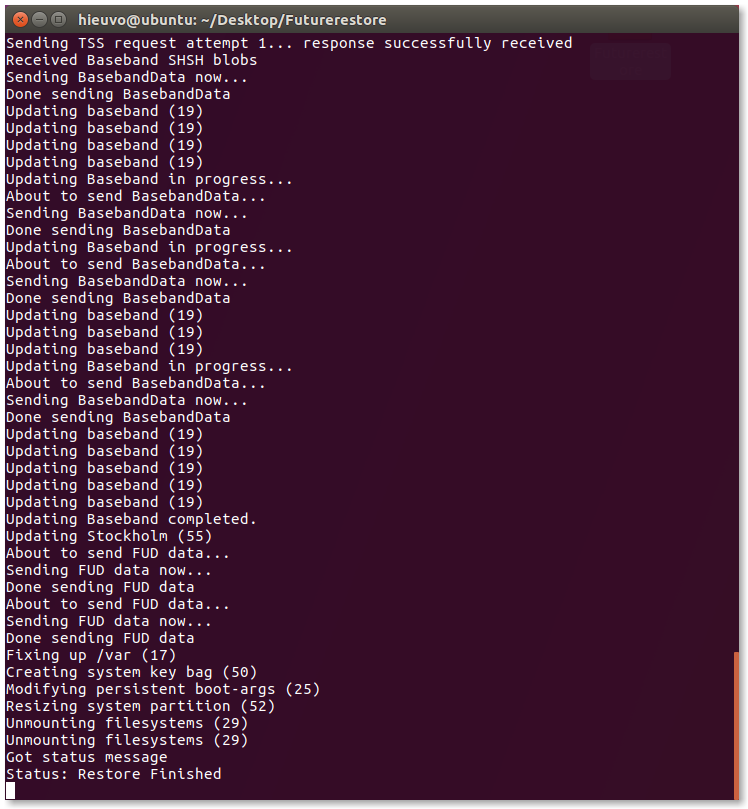 hieuvo@ubuntu: ~/Desktop/Futurerestore
Sending TSS request attempt 1... response successfully received
Received Baseband SHSH blobs
Sending BasebandData now...
Done sending BasebandData
Updating baseband (19)
Updating baseband (19)
Updating baseband (19)
Updating baseband (19)
Updating Baseband in progress...
About to send BasebandData...
Sending BasebandData now...
Done sending BasebandData
Updating Baseband in progress...
About to send BasebandData...
Sending BasebandData now...
Done sending BasebandData
Updating baseband (19)
Updating baseband (19)
Updating baseband (19)
Updating Baseband in progress...
About to send BasebandData...
Sending BasebandData now...
Done sending BasebandData
Updating baseband (19)
Updating baseband (19)
Updating baseband (19)
Updating baseband (19)
Updating baseband (19)
Updating Baseband completed.
Updating Stockholm (55)
About to send FUD data...
Sending FUD data now...
Done sending FUD data
About to send FUD data...
Sending FUD data now...
Done sending FUD data
Fixing up /var (17)
Creating system key bag (50)
Modifying persistent boot-args (25)
Resizing system partition (52)
Unmounting filesystems (29)
Unmounting filesystems (29)
Got status message
Status: Restore Finished